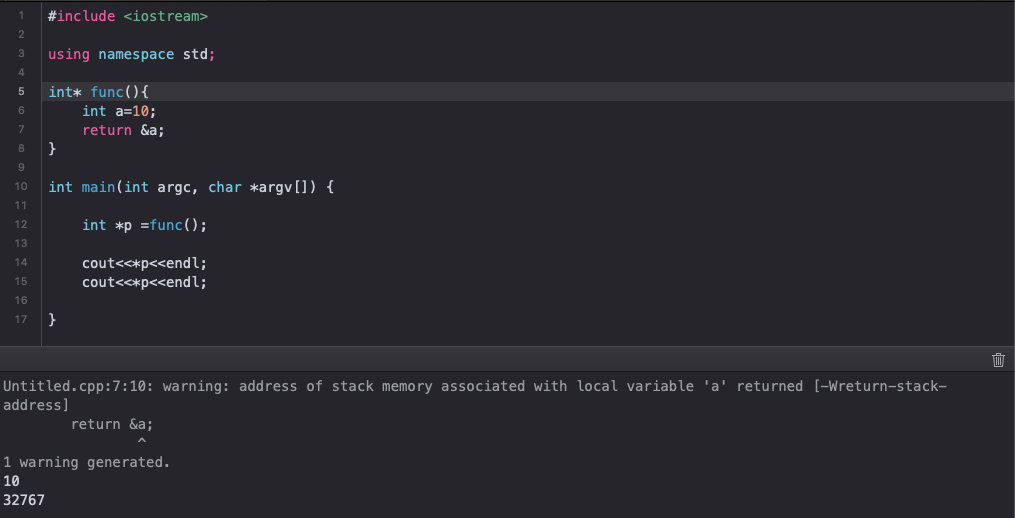 1 #include <iostream>
2
3 using namespace std;
4
5 int* func(){
6     int a=10;
7     return &a;
8 }
9
10 int main(int argc, char *argv[]) {
11
12     int *p =func();
13
14     cout<<*p<<endl;
15     cout<<*p<<endl;
16
17 }
Untitled.cpp:7:10: warning: address of stack memory associated with local variable 'a' returned [-Wreturn-stack-
address]
        return &a;
                ^
1 warning generated.
10
32767